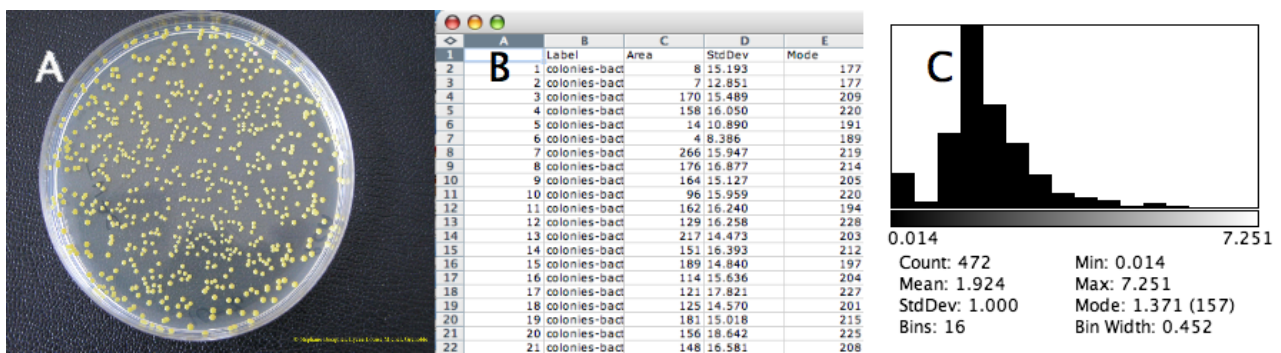 A
B
C
A B C D E
1 Label Area StdDev Mode
2 1 colonies-bact 8 15.193 177
3 2 colonies-bact 7 12.851 177
4 3 colonies-bact 170 15.489 209
5 4 colonies-bact 158 16.050 220
6 5 colonies-bact 14 10.890 191
7 6 colonies-bact 4 8.386 189
8 7 colonies-bact 266 15.947 219
9 8 colonies-bact 176 16.877 214
10 9 colonies-bact 164 15.127 205
11 10 colonies-bact 96 15.959 220
12 11 colonies-bact 162 16.240 194
13 12 colonies-bact 129 16.258 228
14 13 colonies-bact 217 14.473 203
15 14 colonies-bact 151 16.393 212
16 15 colonies-bact 189 14.840 197
17 16 colonies-bact 114 15.636 204
18 17 colonies-bact 121 17.821 227
19 18 colonies-bact 125 14.570 201
20 19 colonies-bact 181 15.018 215
21 20 colonies-bact 156 18.642 225
22 21 colonies-bact 148 16.581 208
0.014 7.251
Count: 472 Min: 0.014
Mean: 1.924 Max: 7.251
StdDev: 1.000 Mode: 1.371 (157)
Bins: 16 Bin Width: 0.452